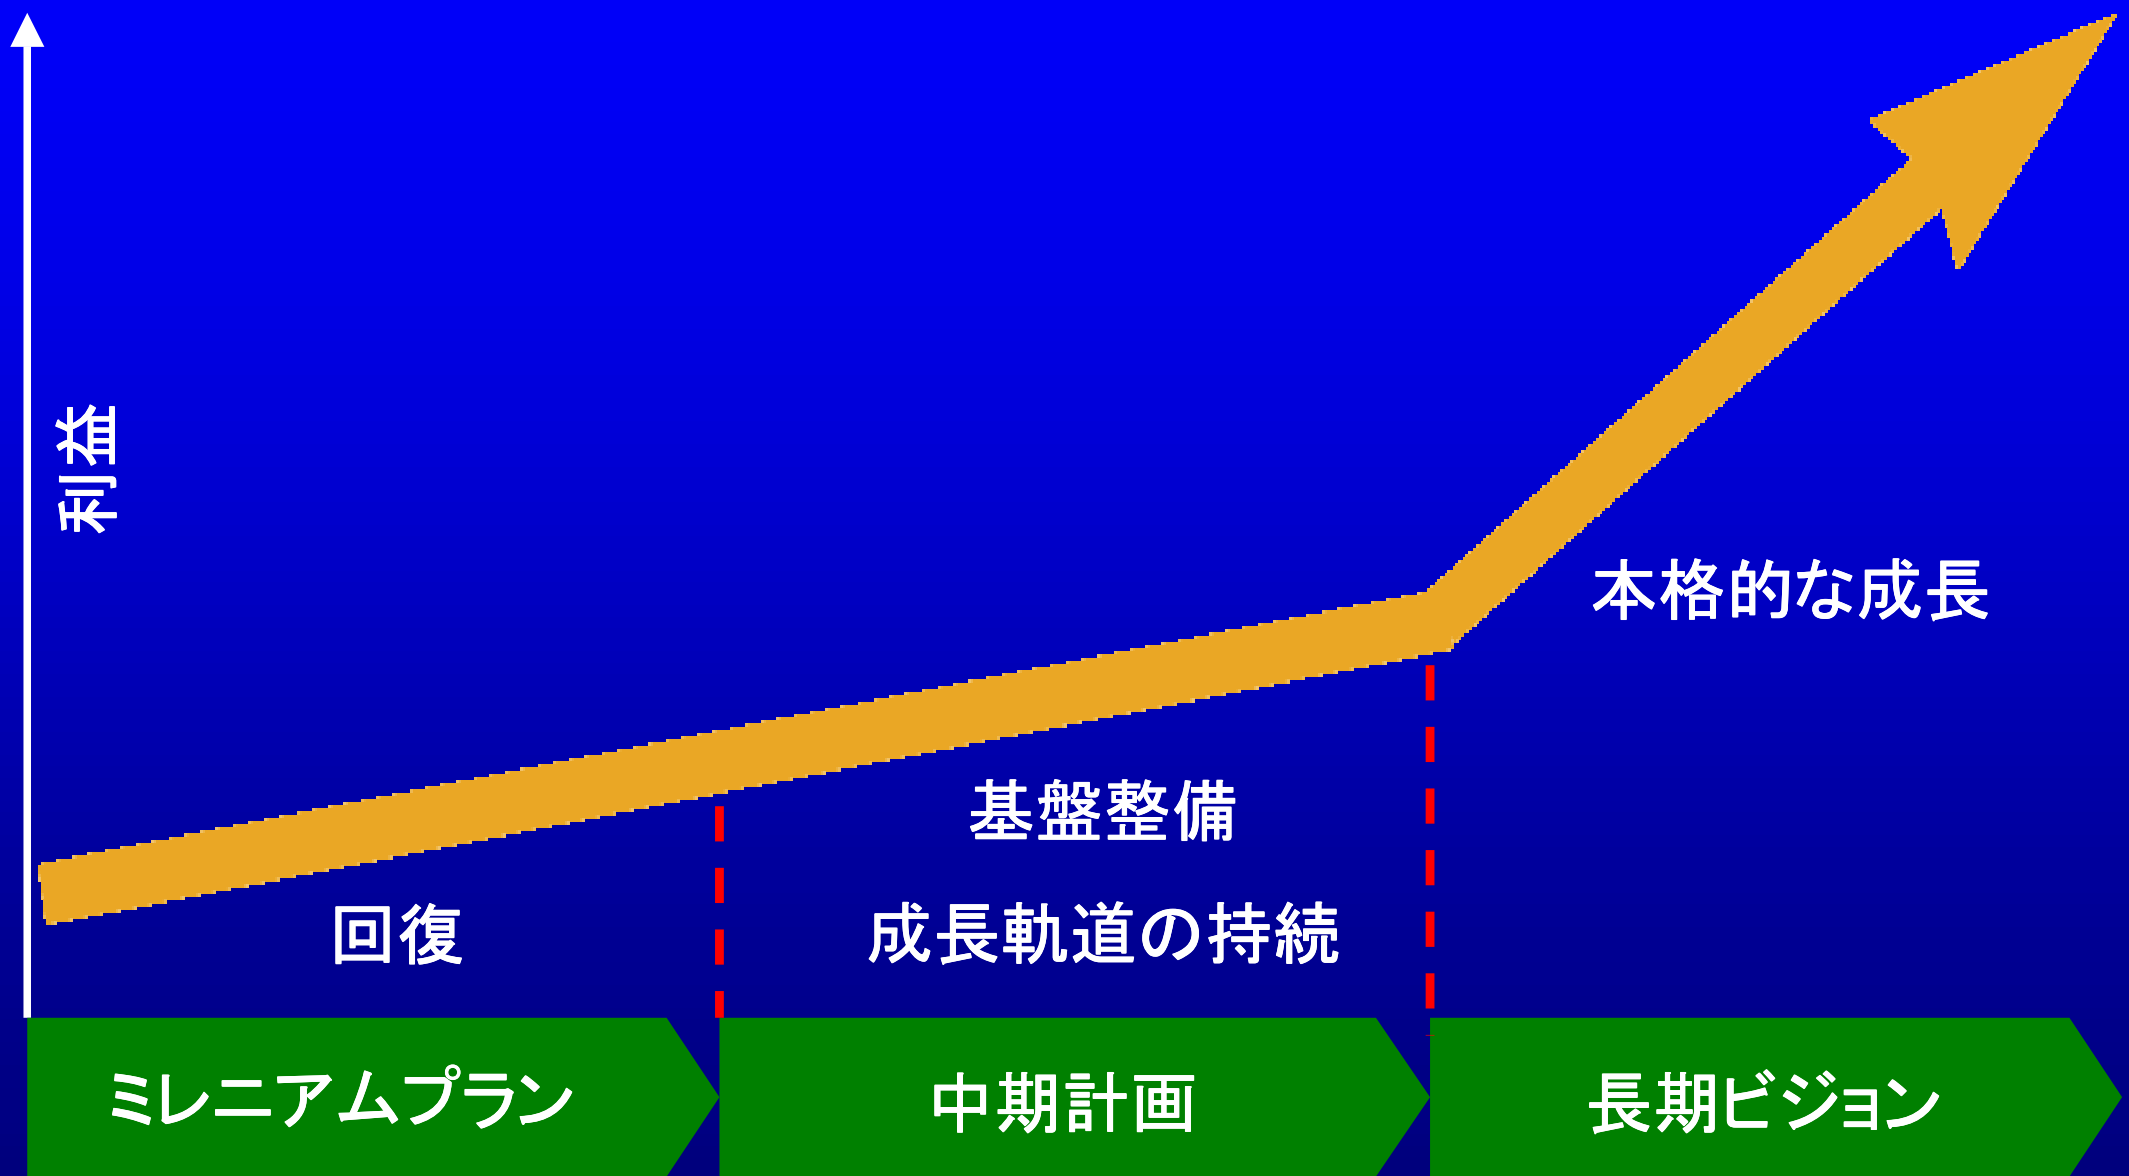 利益
本格的な成長
基盤整備
回復
成長軌道の持続
ミレニアムプラン
中期計画
長期ビジョン